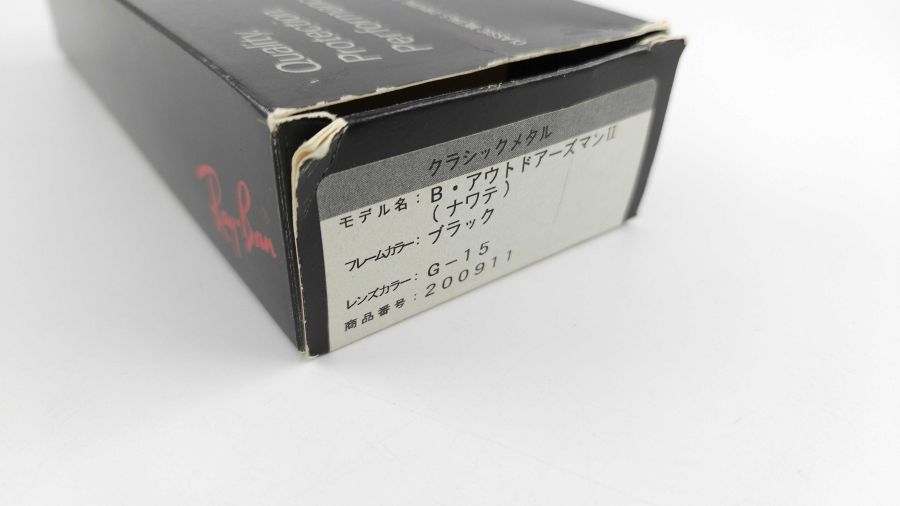 Quality
Protection
Performance
Ray-Ban
クラシックメタル
モデル名：B・アウトドアーズマンII
（ナワテ）
フレームカラー：ブラック
レンズカラー：G－15
商品番号：200911